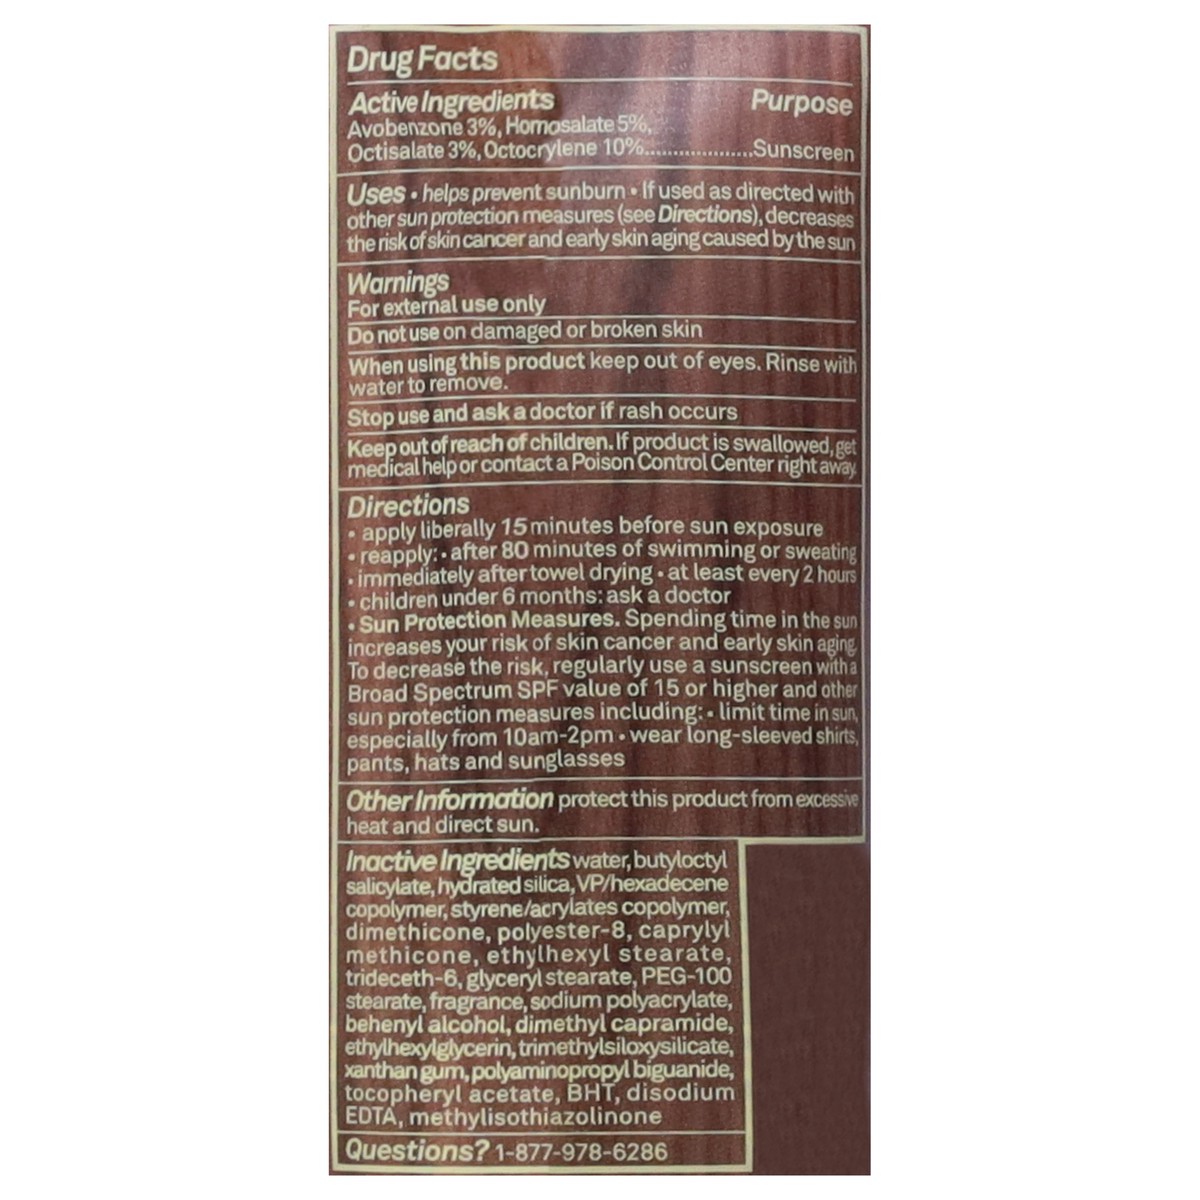 Drug Facts
Active Ingredients Purpose
Avobenzone 3%, Homosalate 5%,
Octisalate 3%, Octocrylene 10%....................Sunscreen
Uses • helps prevent sunburn • If used as directed with
other sun protection measures (see Directions), decreases
the risk of skin cancer and early skin aging caused by the sun
Warnings
For external use only
Do not use on damaged or broken skin
When using this product keep out of eyes. Rinse with
water to remove.
Stop use and ask a doctor if rash occurs
Keep out of reach of children. If product is swallowed, get
medical help or contact a Poison Control Center right away.
Directions
• apply liberally 15 minutes before sun exposure
• reapply: • after 80 minutes of swimming or sweating
• immediately after towel drying • at least every 2 hours
• children under 6 months: ask a doctor
• Sun Protection Measures. Spending time in the sun
increases your risk of skin cancer and early skin aging.
To decrease the risk, regularly use a sunscreen with a
Broad Spectrum SPF value of 15 or higher and other
sun protection measures including: • limit time in sun,
especially from 10am-2pm • wear long-sleeved shirts,
pants, hats and sunglasses
Other Information protect this product from excessive
heat and direct sun.
Inactive Ingredients water, butyloctyl
salicylate, hydrated silica, VP/hexadecene
copolymer, styrene/acrylates copolymer,
dimethicone, polyester-8, caprylyl
methicone, ethylhexyl stearate,
trideceth-6, glyceryl stearate, PEG-100
stearate, fragrance, sodium polyacrylate,
behenyl alcohol, dimethyl capramide,
ethylhexylglycerin, trimethylsiloxysilicate,
xanthan gum, polyaminopropyl biguanide,
tocopheryl acetate, BHT, disodium
EDTA, methylisothiazolinone
Questions? 1-877-978-6286